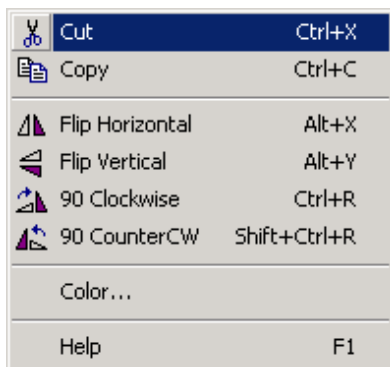 Cut Ctrl+X
Copy Ctrl+C
Flip Horizontal Alt+X
Flip Vertical Alt+Y
90 Clockwise Ctrl+R
90 CounterCW Shift+Ctrl+R
Color...
Help F1